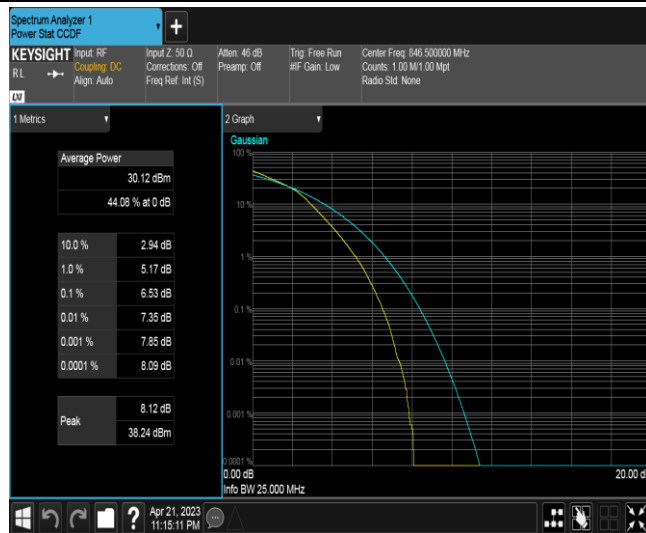 Spectrum Analyzer 1
Power Stat CCDF
+
KEYSIGHT
RL
Input: RF
Coupling: DC
Align: Auto
Input Z: 50 Ω
Corrections: Off
Freq Ref: Int (S)
Atten: 46 dB
Preamp: Off
Trig: Free Run
#IF Gain: Low
Center Freq: 846.500000 MHz
Counts: 1.00 M/1.00 Mpt
Radio Std: None
1 Metrics
Average Power
30.12 dBm
44.08 % at 0 dB
10.0 % 2.94 dB
1.0 % 5.17 dB
0.1 % 6.53 dB
0.01 % 7.35 dB
0.001 % 7.85 dB
0.0001 % 8.09 dB
Peak
8.12 dB
38.24 dBm
2 Graph
Gaussian
100 %
10 %
1 %
0.1 %
0.01 %
0.001 %
0.0001 %
0.00 dB
20.00 d
Info BW 25.000 MHz
?
Apr 21, 2023
11:15:11 PM